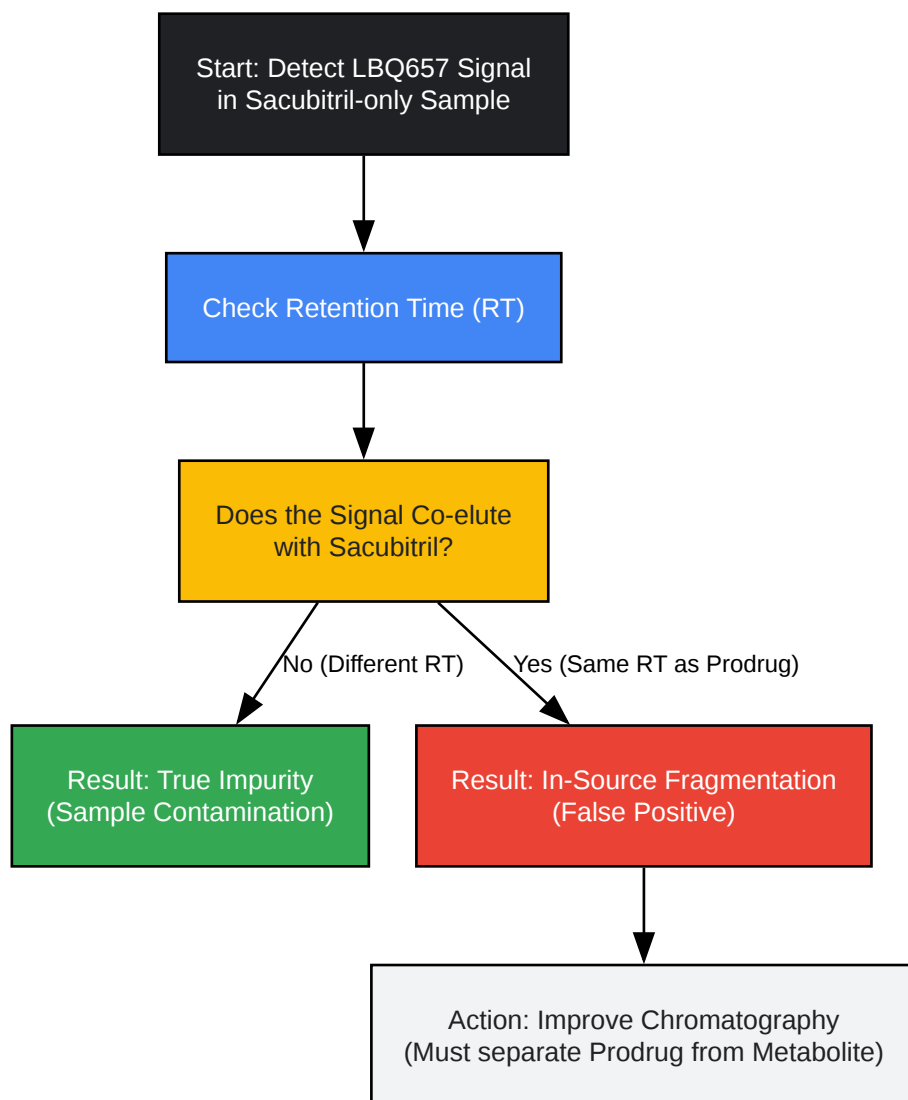 Start: Detect LBQ657 Signal
in Sacubitril-only Sample
Check Retention Time (RT)
Does the Signal Co-elute
with Sacubitril?
No (Different RT)
Yes (Same RT as Prodrug)
Result: True Impurity
(Sample Contamination)
Result: In-Source Fragmentation
(False Positive)
Action: Improve Chromatography
(Must separate Prodrug from Metabolite)